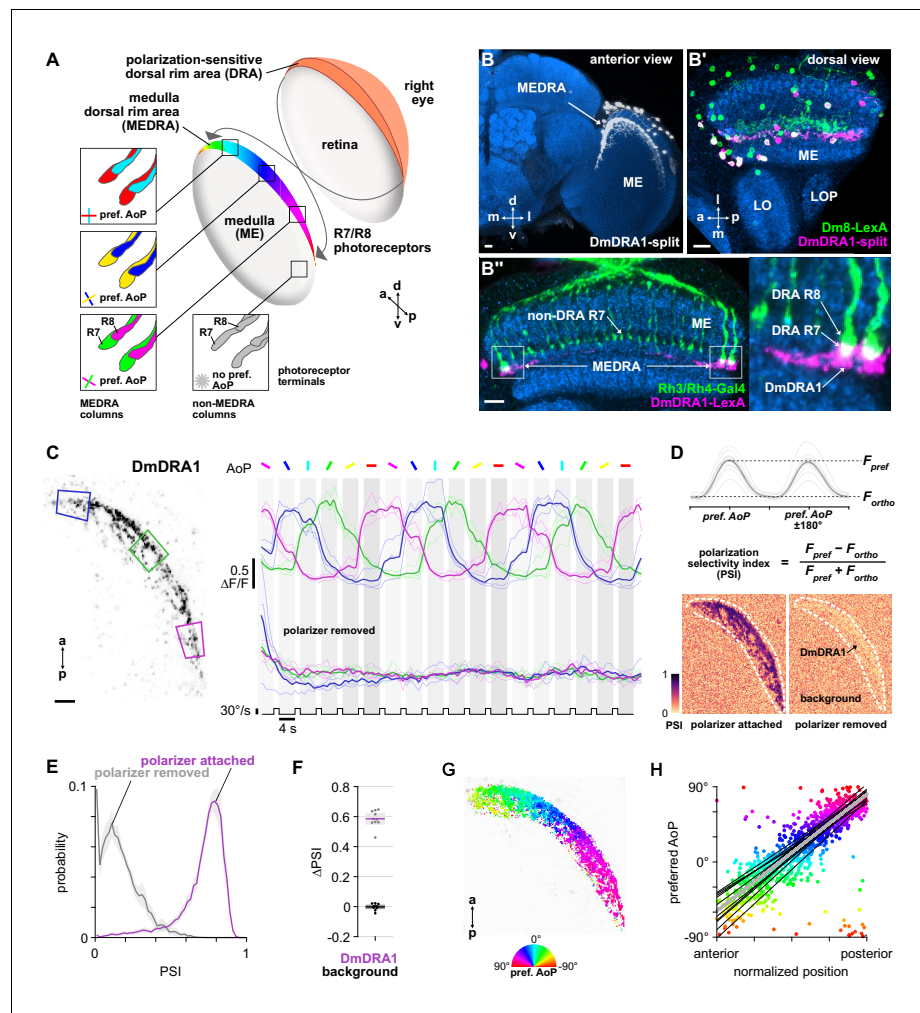 A
polarization-sensitive
dorsal rim area (DRA)
right
eye
medulla
dorsal rim area
(MEDRA)
retina
pref. AoP
medulla
(ME)
R7/R8
photoreceptors
pref. AoP
d
a
p
v
R8
R7
pref. AoP
R8
R7
no pref.
AoP
photoreceptor
terminals
MEDRA
columns
non-MEDRA
columns
B
anterior view
MEDRA
ME
d
m
l
v
DmDRA1-split
B'
dorsal view
ME
LO
LOP
l
a
p
m
Dm8-LexA
DmDRA1-split
B"
non-DRA R7
ME
MEDRA
Rh3/Rh4-Gal4
DmDRA1-LexA
DRA R8
DRA R7
DmDRA1
C
DmDRA1
AoP
0.5
ΔF/F
polarizer removed
a
p
30°/s
4 s
D
Fpref
Fortho
pref. AoP
pref. AoP
±180°
polarization
selectivity index
(PSI)
=
Fpref − Fortho
Fpref + Fortho
DmDRA1
background
1
0
PSI
polarizer attached
polarizer removed
E
polarizer attached
polarizer removed
0.1
probability
0
1
PSI
F
0.8
0.6
0.4
0.2
0
-0.2
ΔPSI
DmDRA1
background
G
a
p
0°
90°
-90°
pref. AoP
H
90°
0°
-90°
preferred AoP
anterior
posterior
normalized position